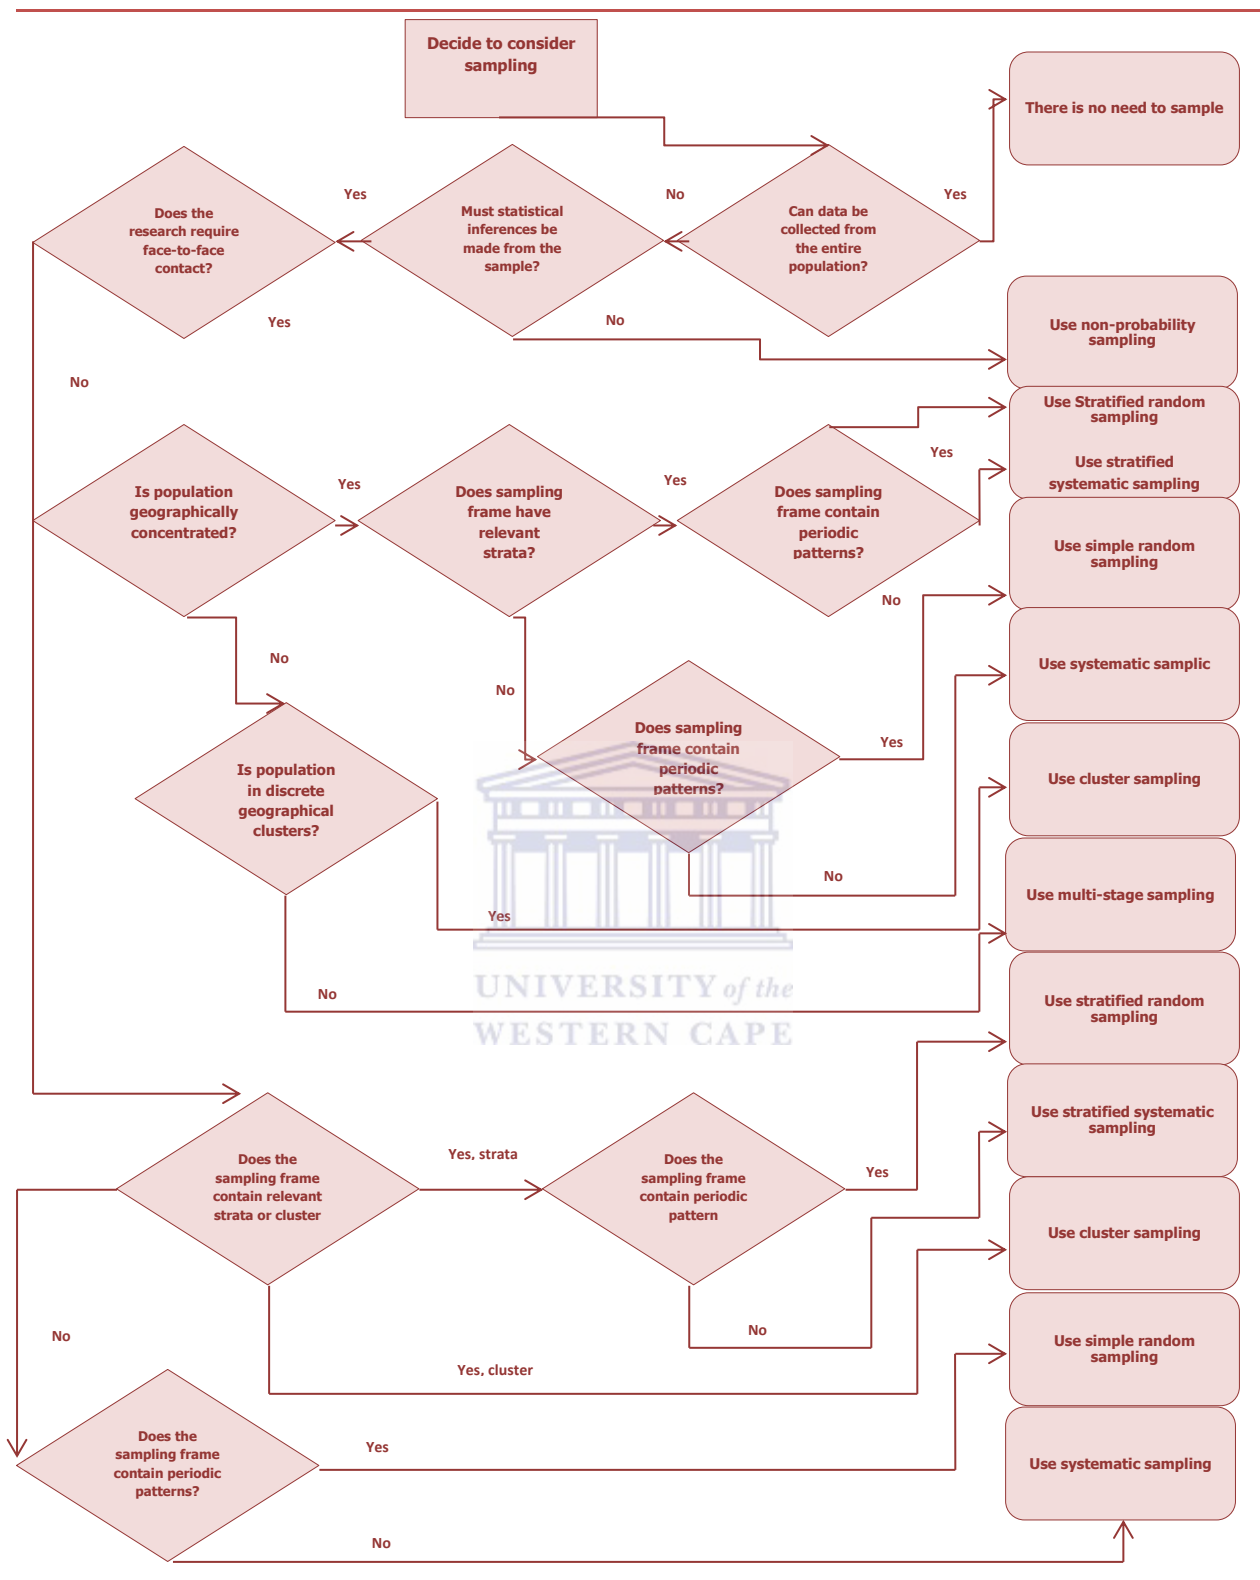 Decide to consider
sampling
There is no need to sample
Yes
No
Yes
Does the
research require
face-to-face
contact?
Must statistical
inferences be
made from the
sample?
Can data be
collected from
the entire
population?
Yes
No
Use non-probability
sampling
No
Use Stratified random
sampling
Yes
Use stratified
systematic sampling
Is population
geographically
concentrated?
Yes
Does sampling
frame have
relevant
strata?
Yes
Does sampling
frame contain
periodic
patterns?
Use simple random
sampling
No
No
No
Use systematic samplic
Does sampling
frame contain
periodic
patterns?
Yes
Is population
in discrete
geographical
clusters?
Use cluster sampling
No
Use multi-stage sampling
Yes
No
UNIVERSITY of the
WESTERN CAPE
Use stratified random
sampling
Use stratified systematic
sampling
Does the
sampling frame
contain relevant
strata or cluster
Yes, strata
Does the
sampling frame
contain periodic
pattern
Yes
Use cluster sampling
No
No
Use simple random
sampling
Yes, cluster
Does the
sampling frame
contain periodic
patterns?
Yes
Use systematic sampling
No